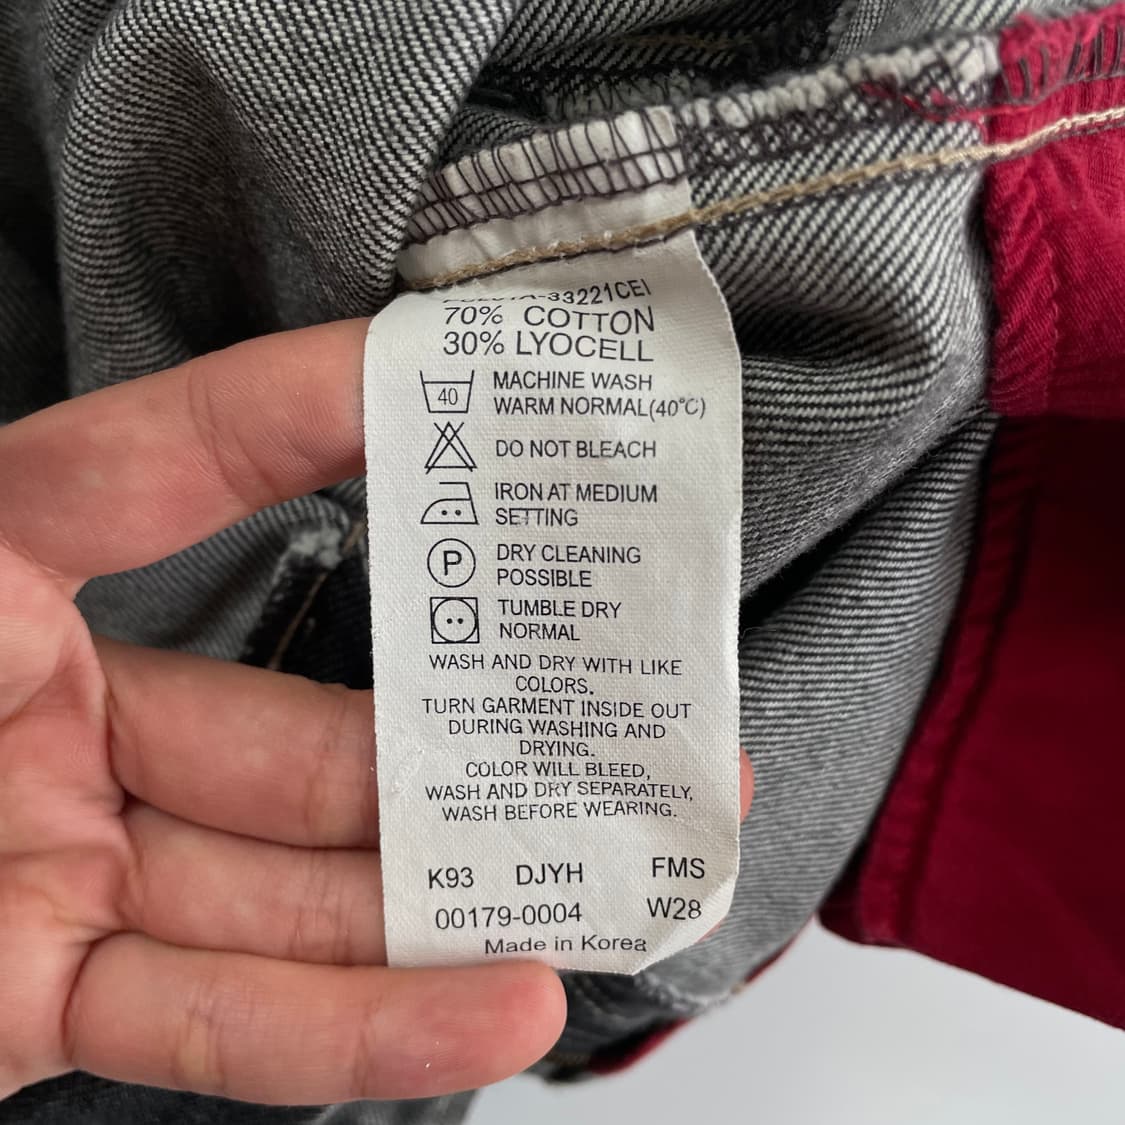 70% COTTON
30% LYOCELL
40
MACHINE WASH
WARM NORMAL(40°C)
DO NOT BLEACH
IRON AT MEDIUM
SETTING
P
DRY CLEANING
POSSIBLE
TUMBLE DRY
NORMAL
WASH AND DRY WITH LIKE
COLORS.
TURN GARMENT INSIDE OUT
DURING WASHING AND
DRYING.
COLOR WILL BLEED,
WASH AND DRY SEPARATELY,
WASH BEFORE WEARING.
K93 DJYH FMS
00179-0004 W28
Made in Korea